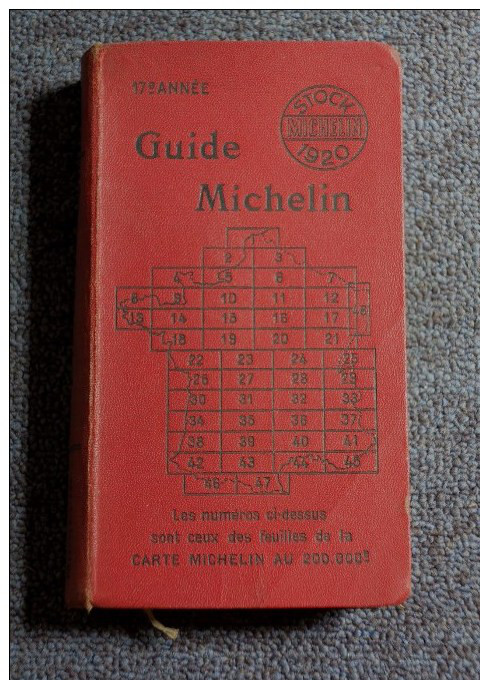 17e ANNÉE
STOCK
MICHELIN
1920
Guide
Michelin
2 3
4 5 6 7
8 9 10 11 12
13 14 15 16 17 48
18 19 20 21
22 23 24 25
26 27 28 29
30 31 32 33
34 35 36 37
38 39 40 41
42 43 44 45
46 47
Les numéros ci-dessus
sont ceux des feuilles de la
CARTE MICHELIN AU 200.000e